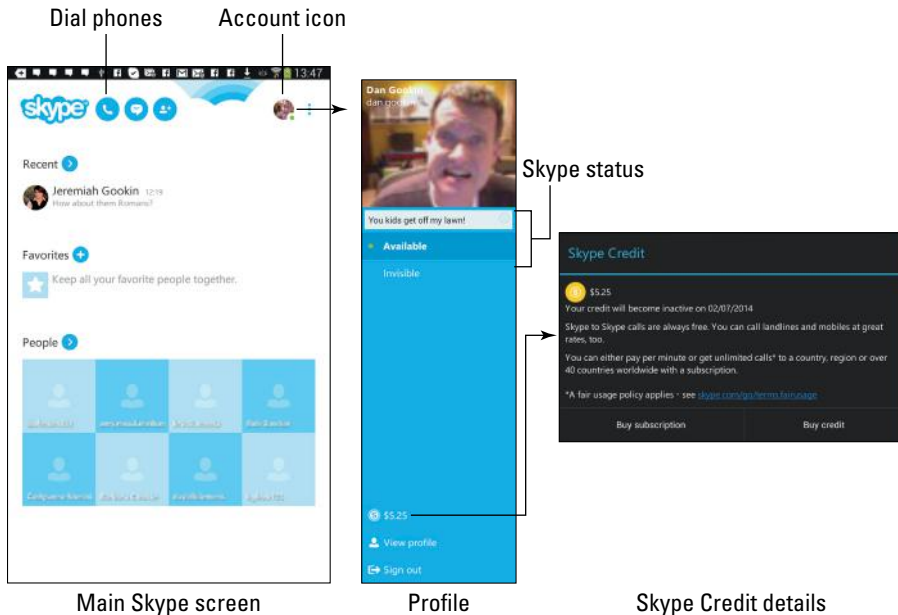 Dial phones
Account icon
13:47
skype
Recent
Jeremiah Gookin 12:19
How about them Romans?
Favorites
Keep all your favorite people together.
People
Main Skype screen
Dan Gookin
dan.gookin
You kids get off my lawn!
Available
Invisible
$5.25
View profile
Sign out
Profile
Skype status
Skype Credit
$5.25
Your credit will become inactive on 02/07/2014
Skype to Skype calls are always free. You can call landlines and mobiles at great
rates, too.
You can either pay per minute or get unlimited calls* to a country, region or over
40 countries worldwide with a subscription.
*A fair usage policy applies - see skype.com/go/terms.fairusage
Buy subscription
Buy credit
Skype Credit details